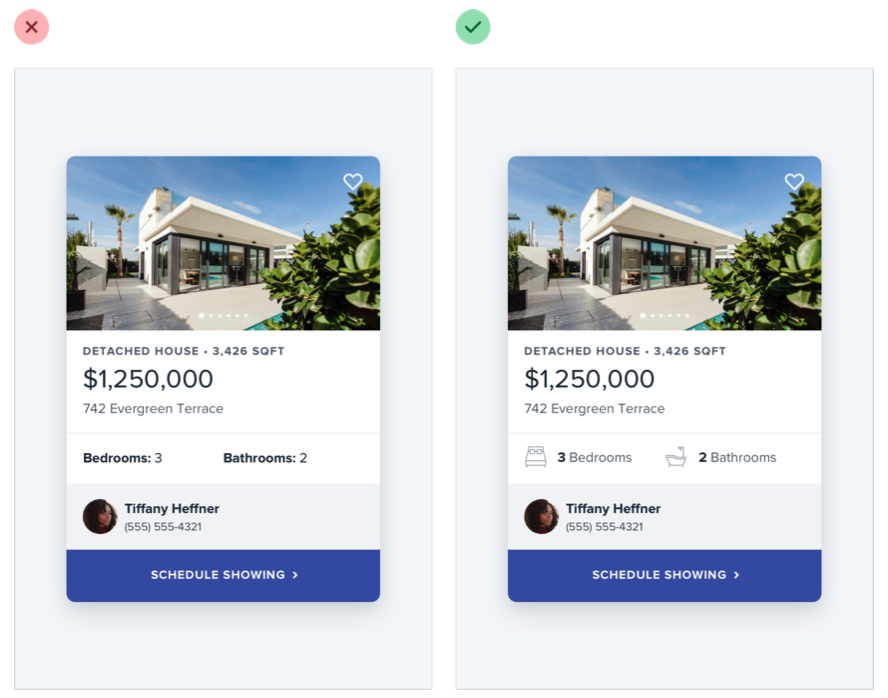 DETACHED HOUSE • 3,426 SQFT
$1,250,000
742 Evergreen Terrace
Bedrooms: 3 Bathrooms: 2
Tiffany Heffner
(555) 555-4321
SCHEDULE SHOWING ›
DETACHED HOUSE • 3,426 SQFT
$1,250,000
742 Evergreen Terrace
3 Bedrooms 2 Bathrooms
Tiffany Heffner
(555) 555-4321
SCHEDULE SHOWING ›